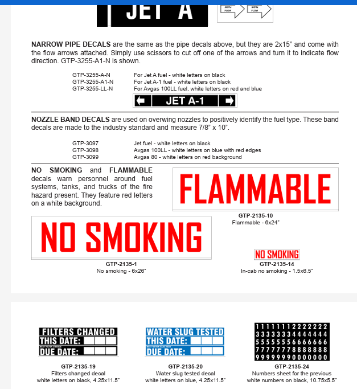 JET A
NARROW PIPE DECALS are the same as the pipe decals above, but they are 2x15" and come with
the flow arrows attached. Simply use scissors to cut off one of the arrows and turn it to indicate flow
direction. GTP-3255-A1-N is shown.
GTP-3255-A-N For Jet A fuel - white letters on black
GTP-3255-A1-N For Jet A-1 fuel - white letters on black
GTP-3255-LL-N For Avgas 100LL fuel, white letters on red and blue
JET A-1
NOZZLE BAND DECALS are used on overwing nozzles to positively identify the fuel type. These band
decals are made to the industry standard and measure 7/8" x 10".
GTP-3097 Jet fuel - white letters on black
GTP-3098 Avgas 100LL - white letters on blue with red edges
GTP-3099 Avgas 80 - white letters on red background
NO SMOKING and FLAMMABLE
decals warn personnel around fuel
systems, tanks, and trucks of the fire
hazard present. They feature red letters
on a white background.
FLAMMABLE
GTP-2135-10
Flammable - 6x24"
NO SMOKING
GTP-2135-1
No smoking - 6x26"
NO SMOKING
GTP-2135-14
In-cab no smoking - 1.5x6.5"
FILTERS CHANGED
THIS DATE:
DUE DATE:
GTP-2135-19
Filters changed decal
white letters on black, 4.25x11.5"
WATER SLUG TESTED
THIS DATE:
DUE DATE:
GTP-2135-20
Water slug tested decal
white letters on blue, 4.25x11.5"
11111112222222
33333344444444
55555566666666
77777778888888
99999900000000
GTP-2135-24
Numbers sheet for the previous
white numbers on black, 10.75x5.5"